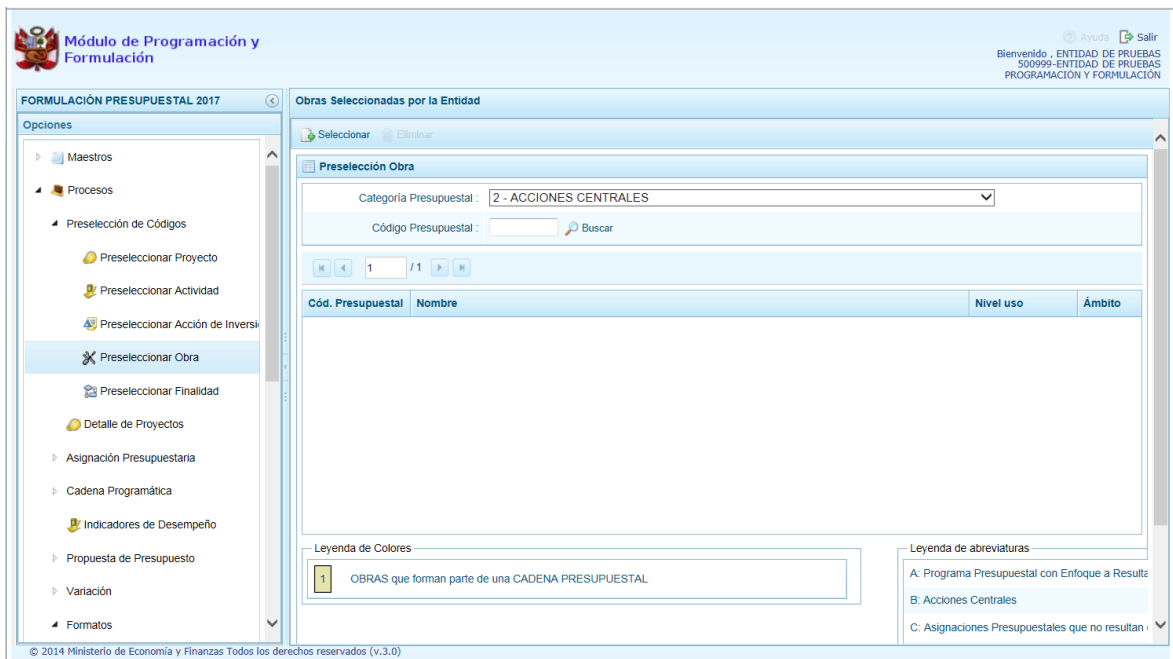 Módulo de Programación y
Formulación
Ayuda Salir
Bienvenido , ENTIDAD DE PRUEBAS
500999-ENTIDAD DE PRUEBAS
PROGRAMACIÓN Y FORMULACIÓN
FORMULACIÓN PRESUPUESTAL 2017
Opciones
Maestros
Procesos
Preselección de Códigos
Preseleccionar Proyecto
Preseleccionar Actividad
Preseleccionar Acción de Inversi
Preseleccionar Obra
Preseleccionar Finalidad
Detalle de Proyectos
Asignación Presupuestaria
Cadena Programática
Indicadores de Desempeño
Propuesta de Presupuesto
Variación
Formatos
Obras Seleccionadas por la Entidad
Seleccionar Eliminar
Preselección Obra
Categoría Presupuestal : 2 - ACCIONES CENTRALES
Código Presupuestal : Buscar
1 / 1
Cód. Presupuestal Nombre Nivel uso Ámbito
Leyenda de Colores
1 OBRAS que forman parte de una CADENA PRESUPUESTAL
Leyenda de abreviaturas
A: Programa Presupuestal con Enfoque a Resulta
B: Acciones Centrales
C: Asignaciones Presupuestales que no resultan
© 2014 Ministerio de Economía y Finanzas Todos los derechos reservados (v.3.0)